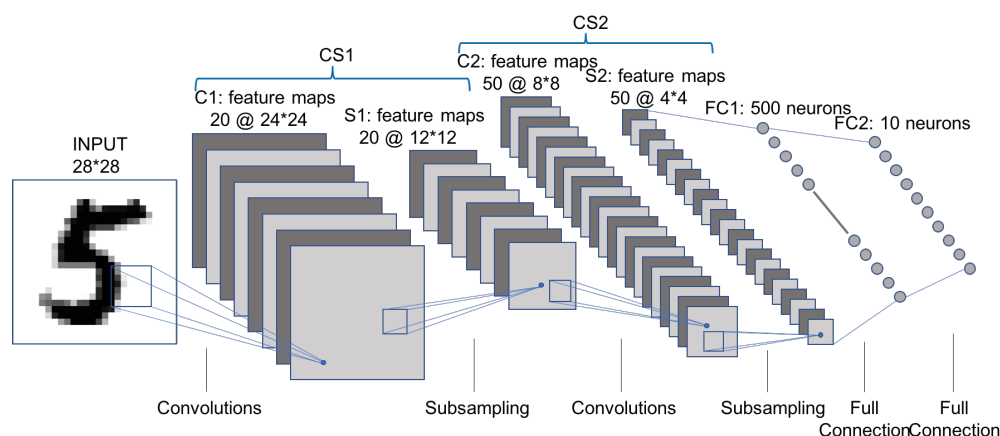 CS2
CS1
C2: feature maps
50 @ 8*8
S2: feature maps
50 @ 4*4
C1: feature maps
20 @ 24*24
S1: feature maps
20 @ 12*12
FC1: 500 neurons
FC2: 10 neurons
INPUT
28*28
5
Convolutions
Subsampling
Convolutions
Subsampling
Full
Connection
Full
Connection